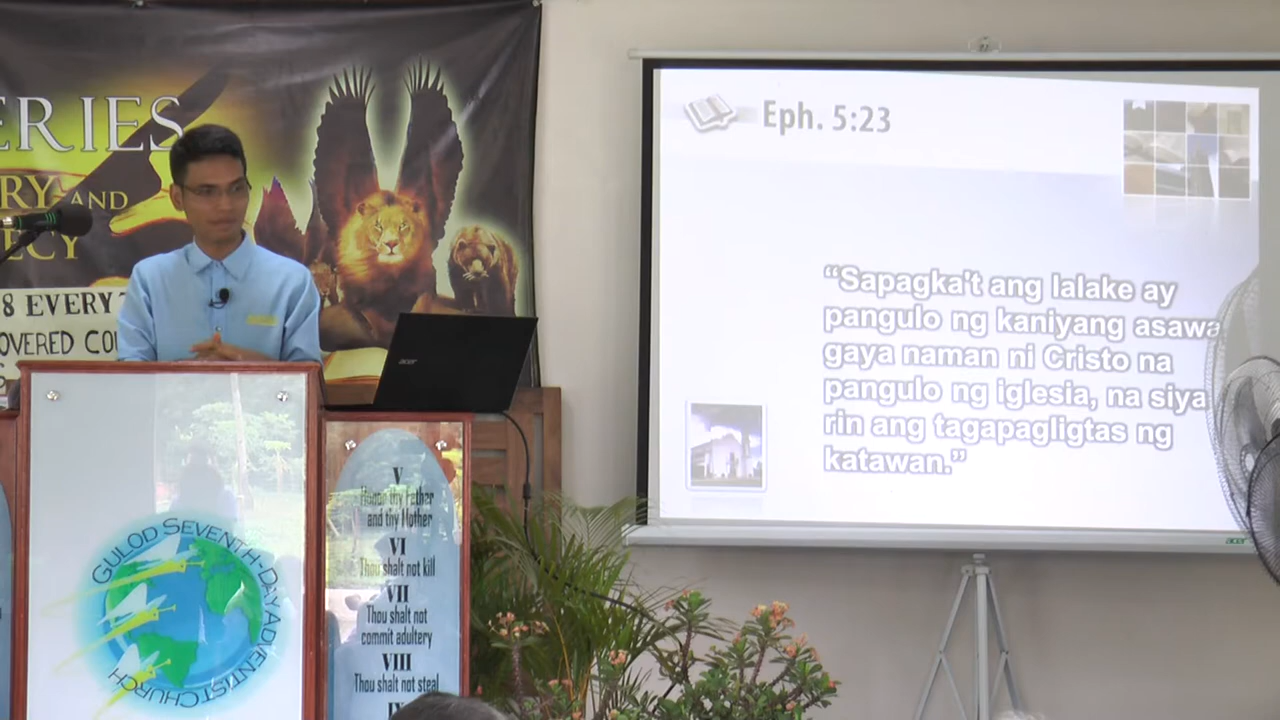 ERIES
RY AND
ECY
8 EVERY
OVERED CO
acer
GULOD SEVENTH-DAY ADVENTIST CHURCH
V
Honor thy Father
and thy Mother
VI
Thou shalt not kill
VII
Thou shalt not
commit adultery
VIII
Thou shalt not steal
IX
Eph. 5:23
“Sapagka't ang lalake ay
pangulo ng kaniyang asawa
gaya naman ni Cristo na
pangulo ng iglesia, na siya
rin ang tagapagligtas ng
katawan.”